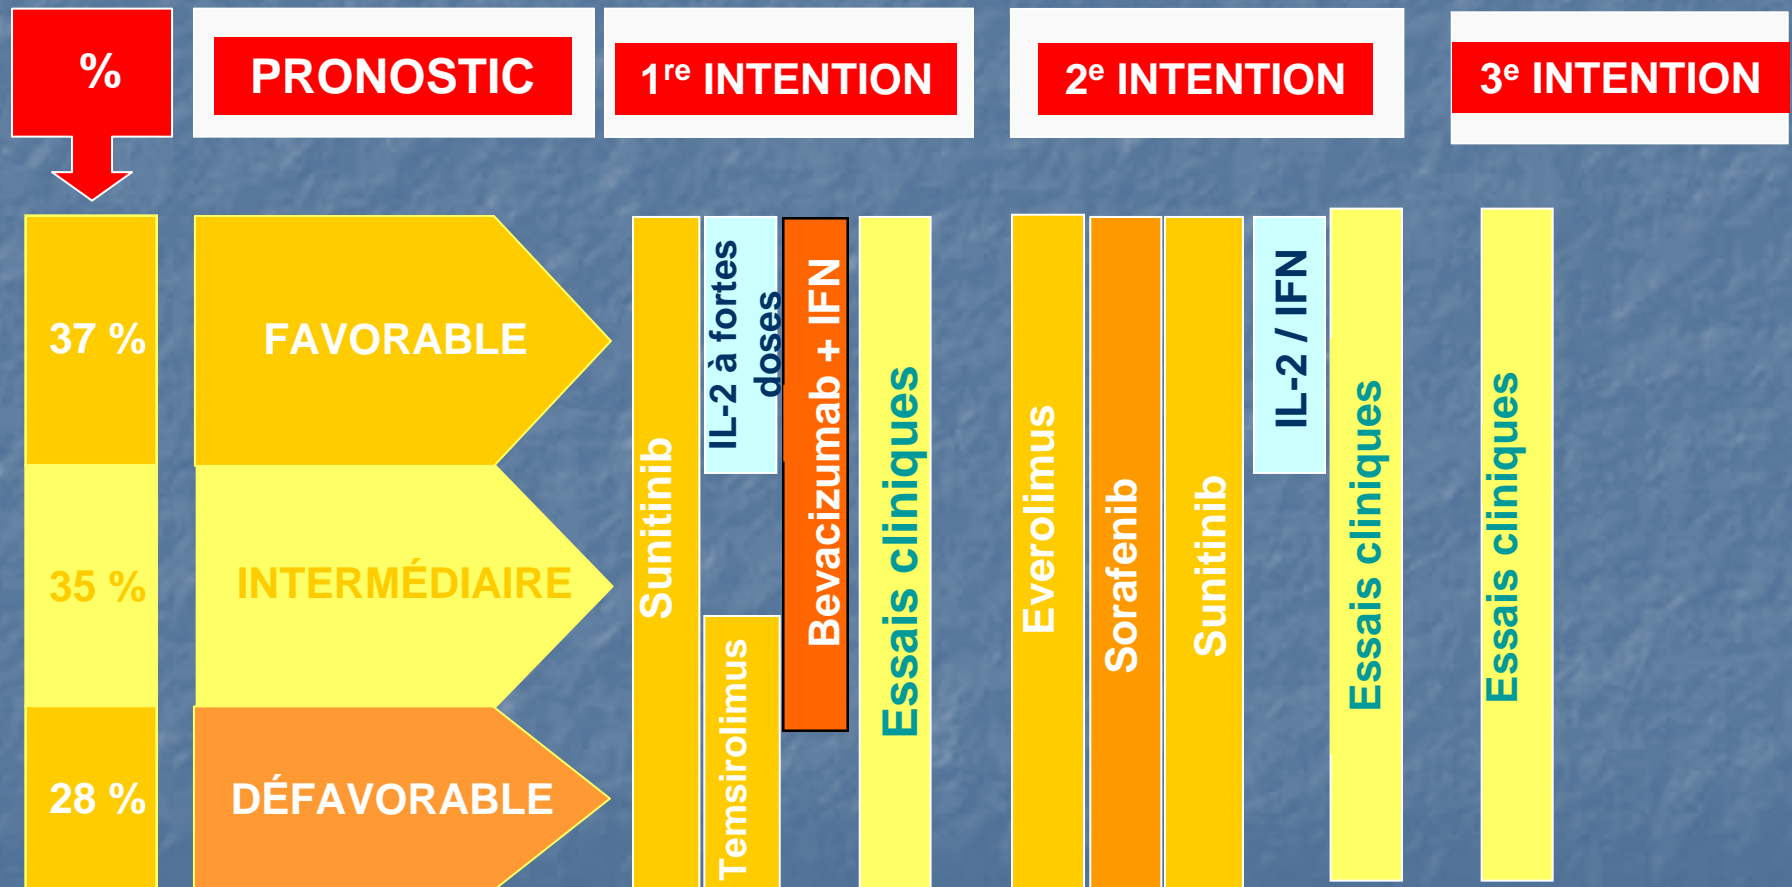 %
PRONOSTIC
1re INTENTION
2e INTENTION
3e INTENTION
37 %
FAVORABLE
35 %
INTERMÉDIAIRE
28 %
DÉFAVORABLE
Sunitinib
IL-2 à fortes
doses
Temsirolimus
Bevacizumab + IFN
Essais cliniques
Everolimus
Sorafenib
Sunitinib
IL-2 / IFN
Essais cliniques
Essais cliniques